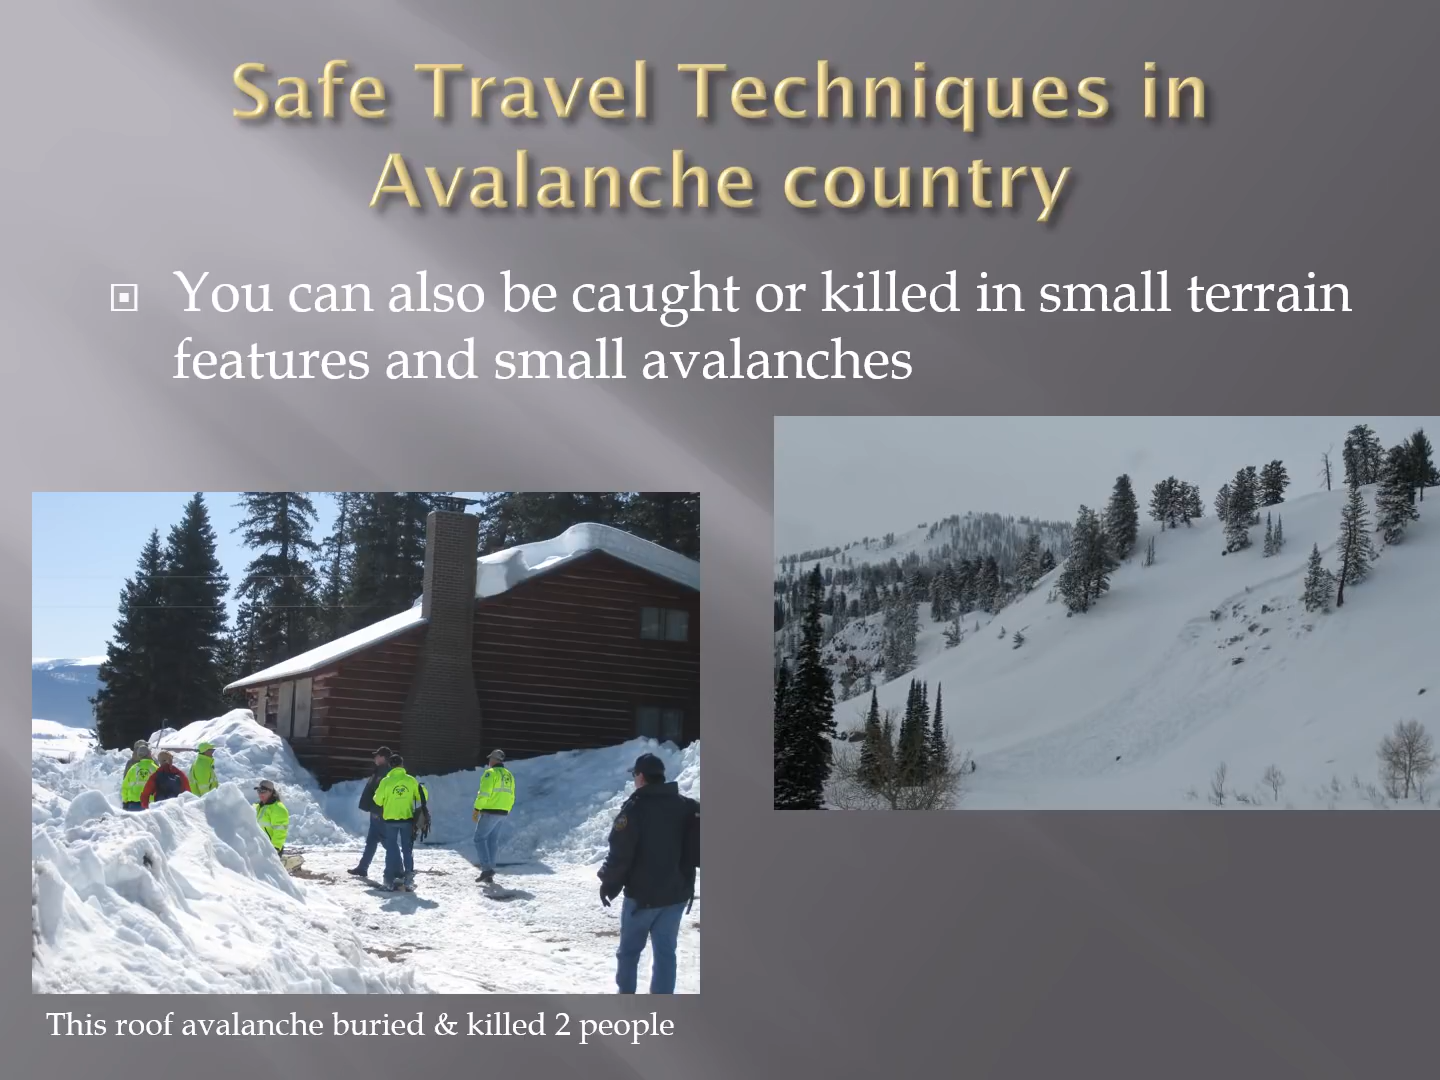 Safe Travel Techniques in
Avalanche country
You can also be caught or killed in small terrain
features and small avalanches
This roof avalanche buried & killed 2 people